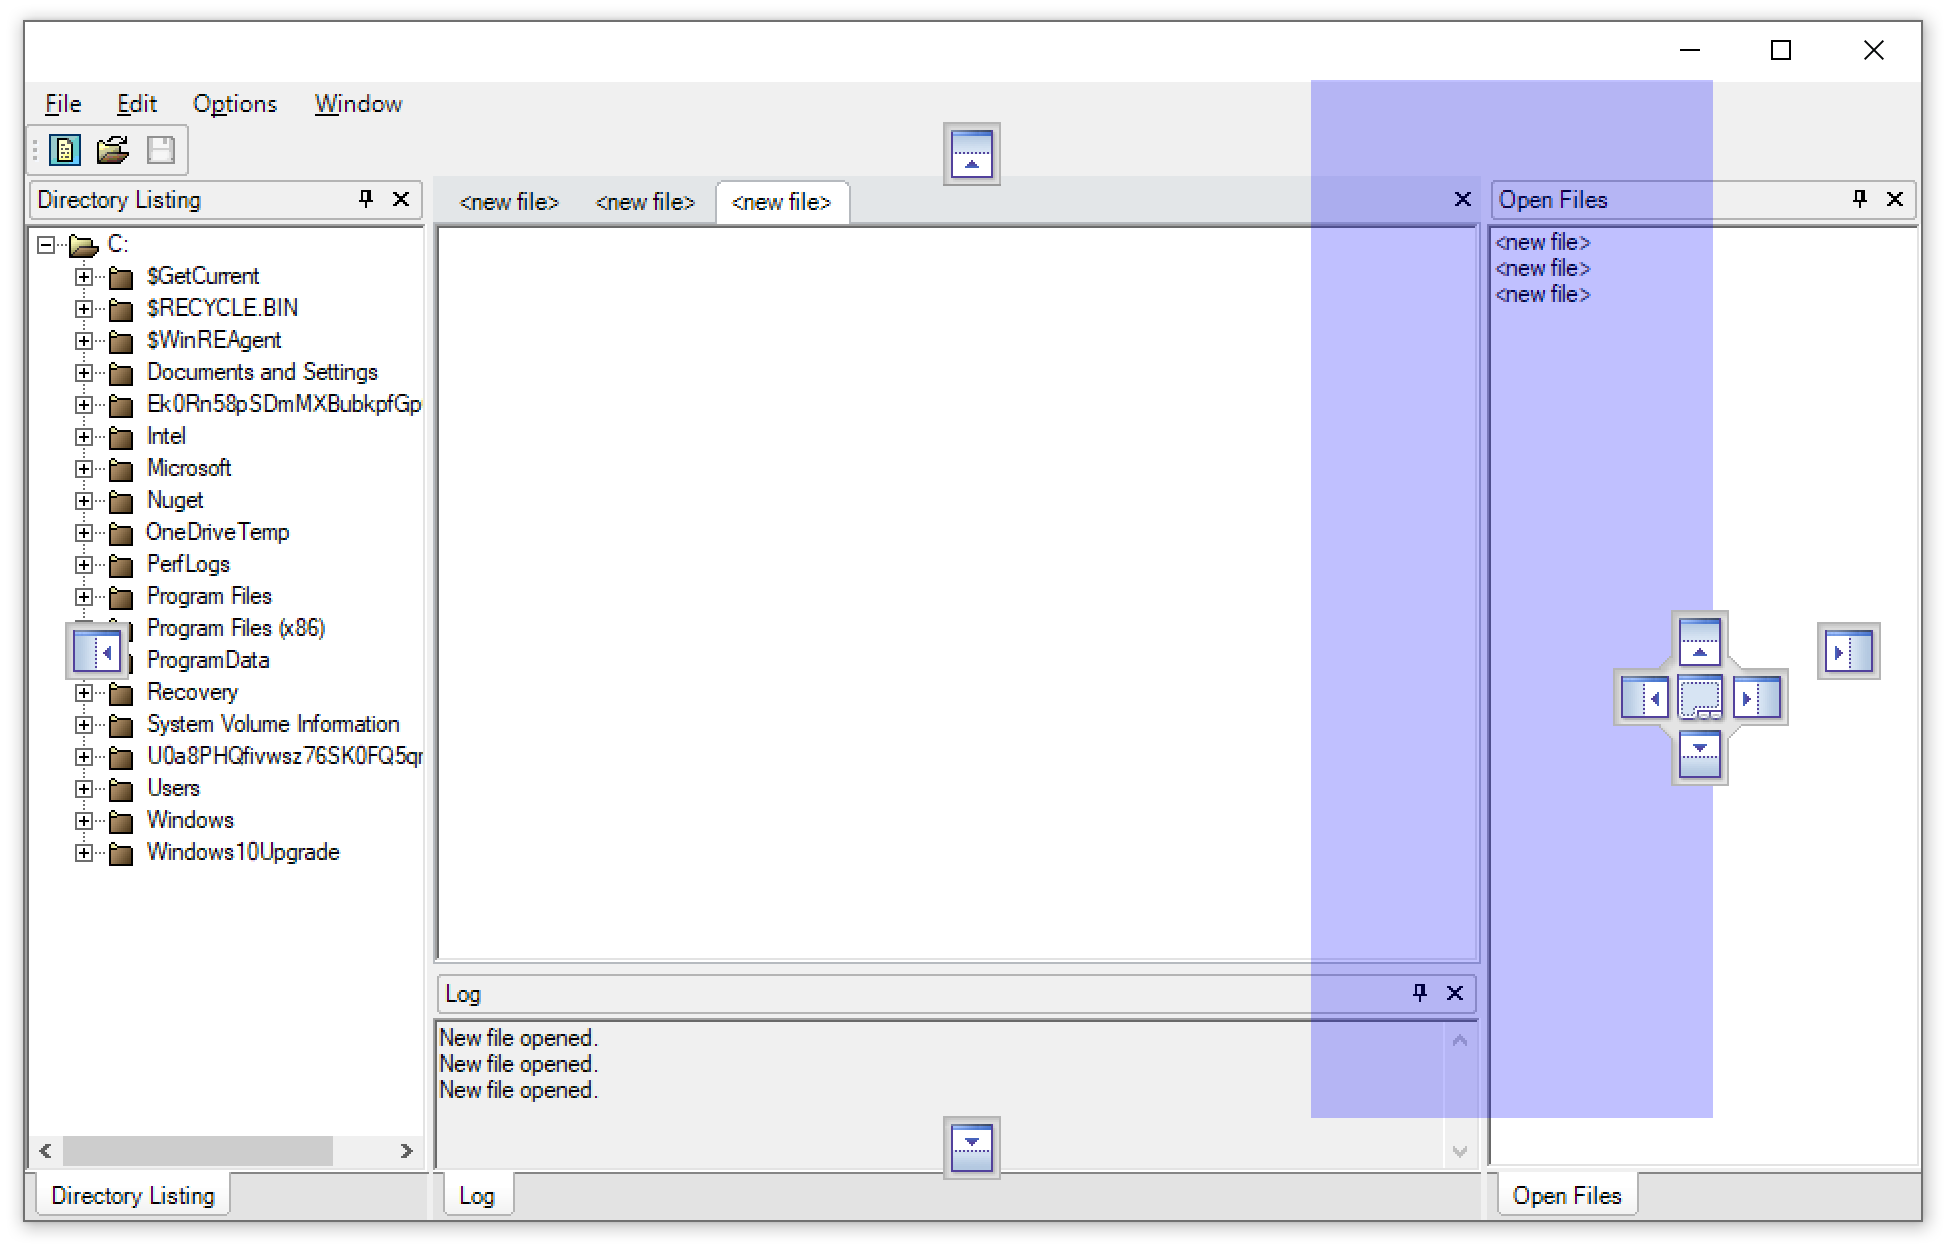 File Edit Options Window
Directory Listing
<new file> <new file> <new file>
Open Files
C:
$GetCurrent
$RECYCLE.BIN
$WinREAgent
Documents and Settings
Ek0Rn58pSDmMXBubkpfGp
Intel
Microsoft
Nuget
OneDriveTemp
PerfLogs
Program Files
Program Files (x86)
ProgramData
Recovery
System Volume Information
U0a8PHQfivwsz76SK0FQ5qr
Users
Windows
Windows10Upgrade
<new file>
<new file>
<new file>
Log
New file opened.
New file opened.
New file opened.
Directory Listing
Log
Open Files